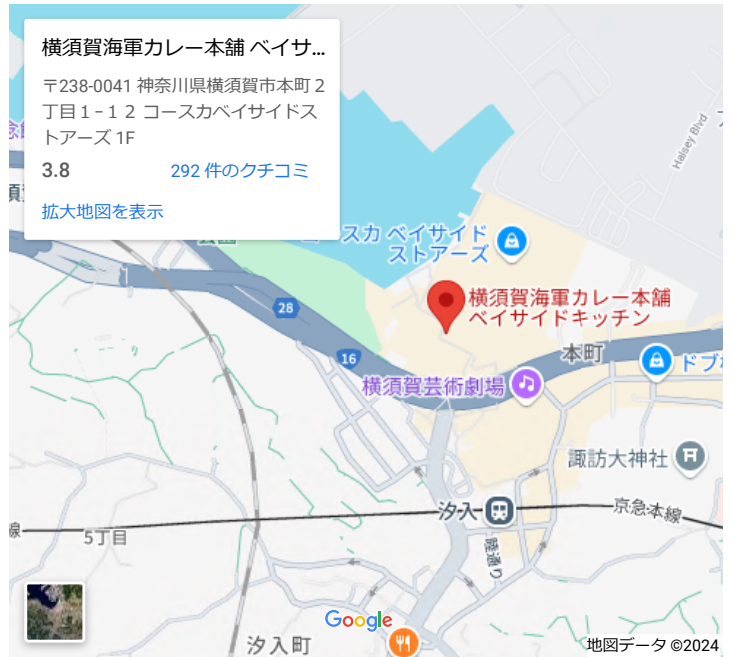 横須賀海軍カレー本舗 ベイサ...
〒238-0041 神奈川県横須賀市本町2
丁目1−12 コースカベイサイドス
トアーズ 1F
3.8
292 件のクチコミ
拡大地図を表示
Halsey Blvd
スカ ベイサイド
ストアーズ
横須賀海軍カレー本舗
ベイサイドキッチン
28
16
本町
ドブ
横須賀芸術劇場
諏訪大神社
汐入
京急本線
線
5丁目
陸通り
汐入町
Google
地図データ ©2024